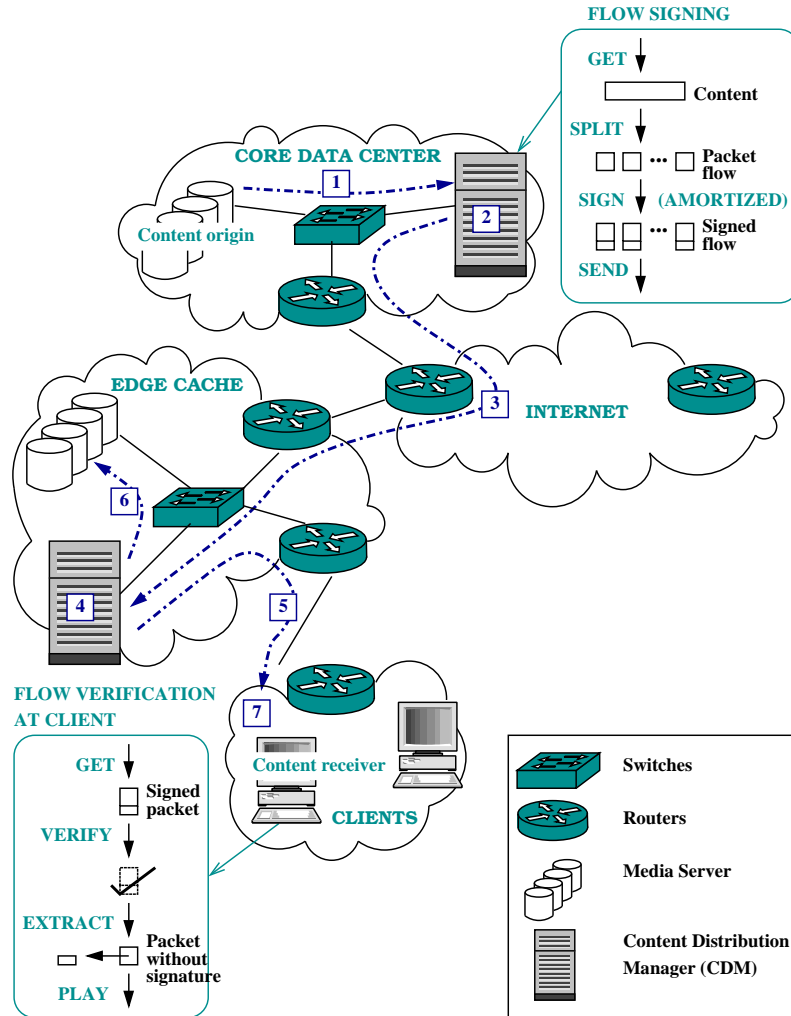 FLOW SIGNING
GET
Content
SPLIT
Packet
flow
SIGN (AMORTIZED)
Signed
flow
SEND
CORE DATA CENTER
1
2
Content origin
EDGE CACHE
3
INTERNET
6
4
5
FLOW VERIFICATION
AT CLIENT
7
GET
Signed
packet
VERIFY
EXTRACT
Packet
without
signature
PLAY
Content receiver
CLIENTS
Switches
Routers
Media Server
Content Distribution
Manager (CDM)